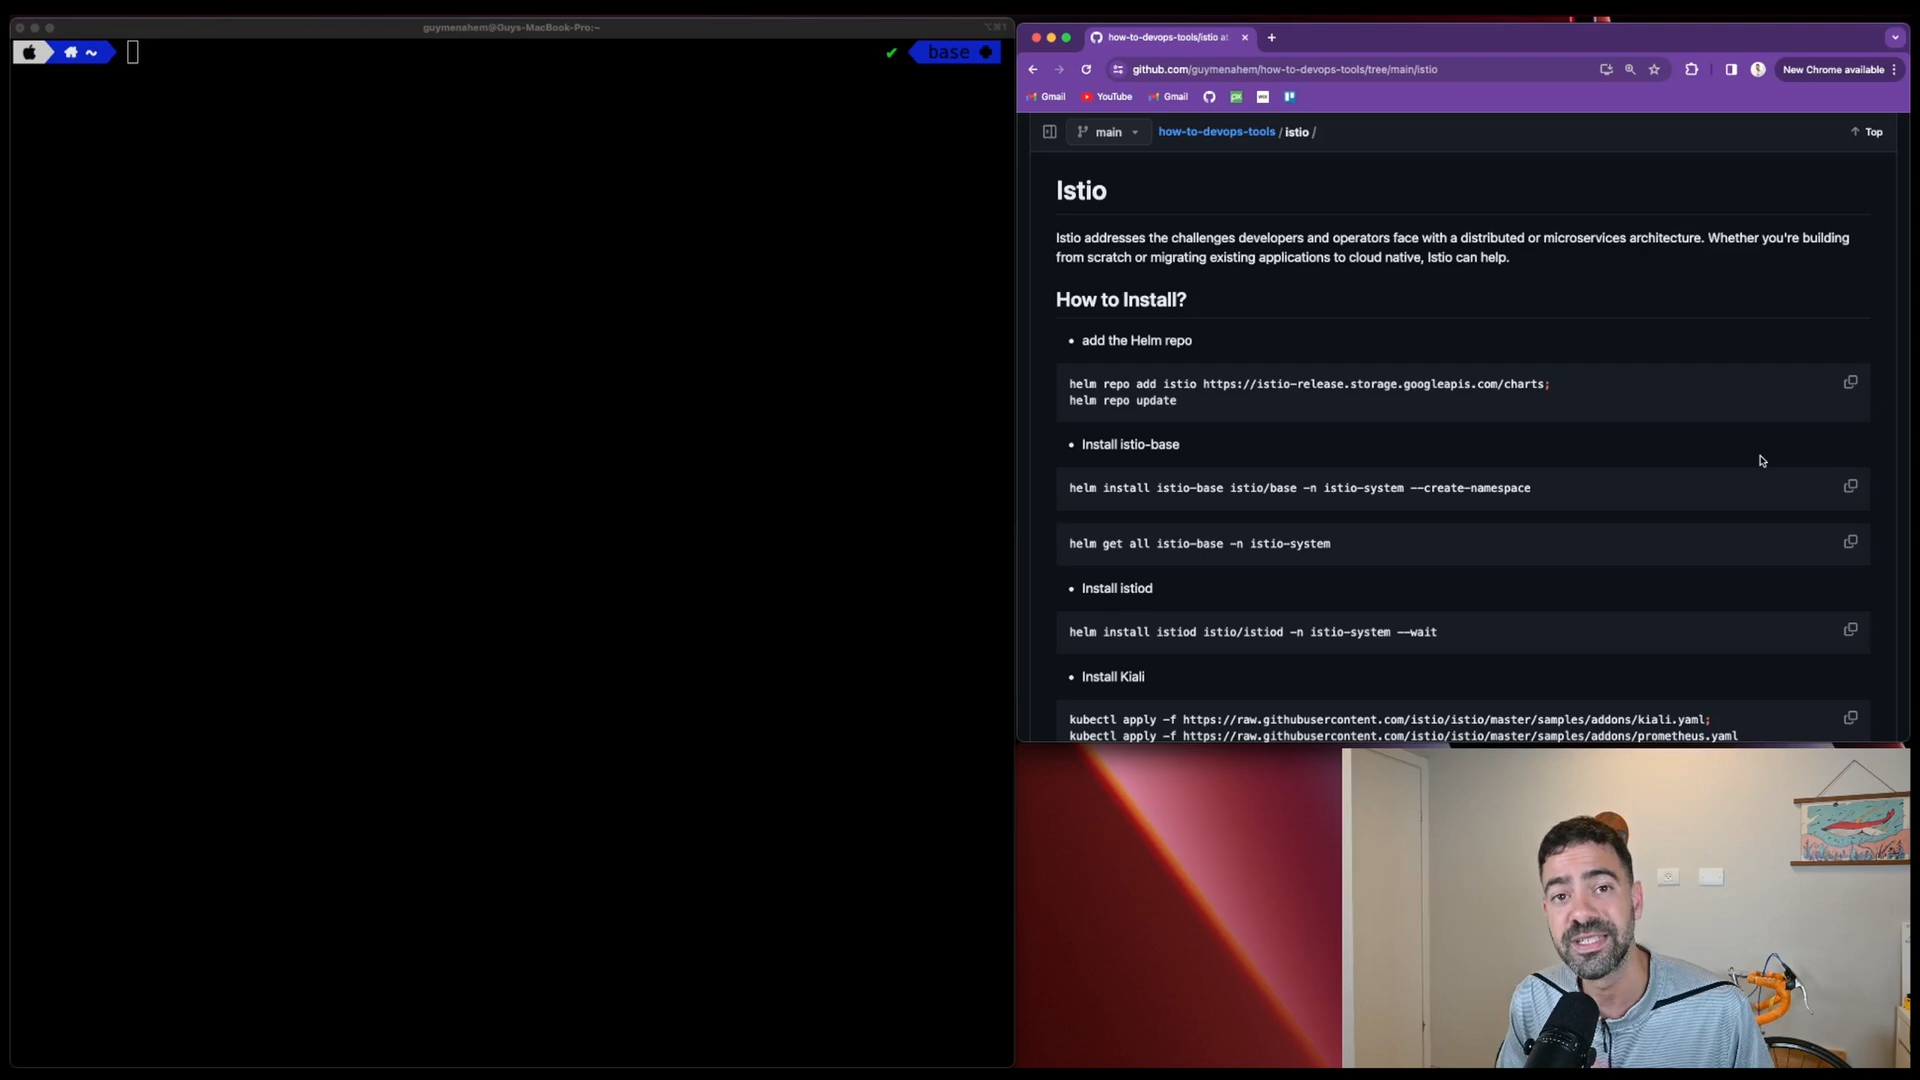 guymenahem@Guys-MacBook-Pro:~
⌥⌘1
~
✔
base
how-to-devops-tools/istio at
github.com/guymenahem/how-to-devops-tools/tree/main/istio
New Chrome available
Gmail
YouTube
Gmail
main
how-to-devops-tools / istio /
Top
Istio
Istio addresses the challenges developers and operators face with a distributed or microservices architecture. Whether you're building
from scratch or migrating existing applications to cloud native, Istio can help.
How to Install?
• add the Helm repo
helm repo add istio https://istio-release.storage.googleapis.com/charts;
helm repo update
• Install istio-base
helm install istio-base istio/base -n istio-system --create-namespace
helm get all istio-base -n istio-system
• Install istiod
helm install istiod istio/istiod -n istio-system --wait
• Install Kiali
kubectl apply -f https://raw.githubusercontent.com/istio/istio/master/samples/addons/kiali.yaml;
kubectl apply -f https://raw.githubusercontent.com/istio/istio/master/samples/addons/prometheus.yaml